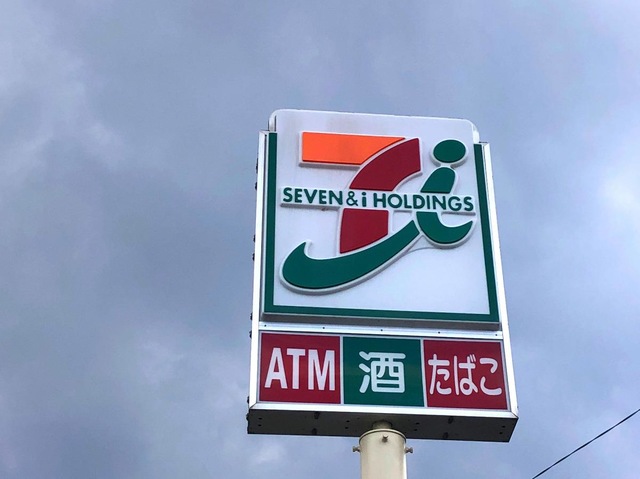 SEVEN&i HOLDINGS
ATM 酒 たばこ